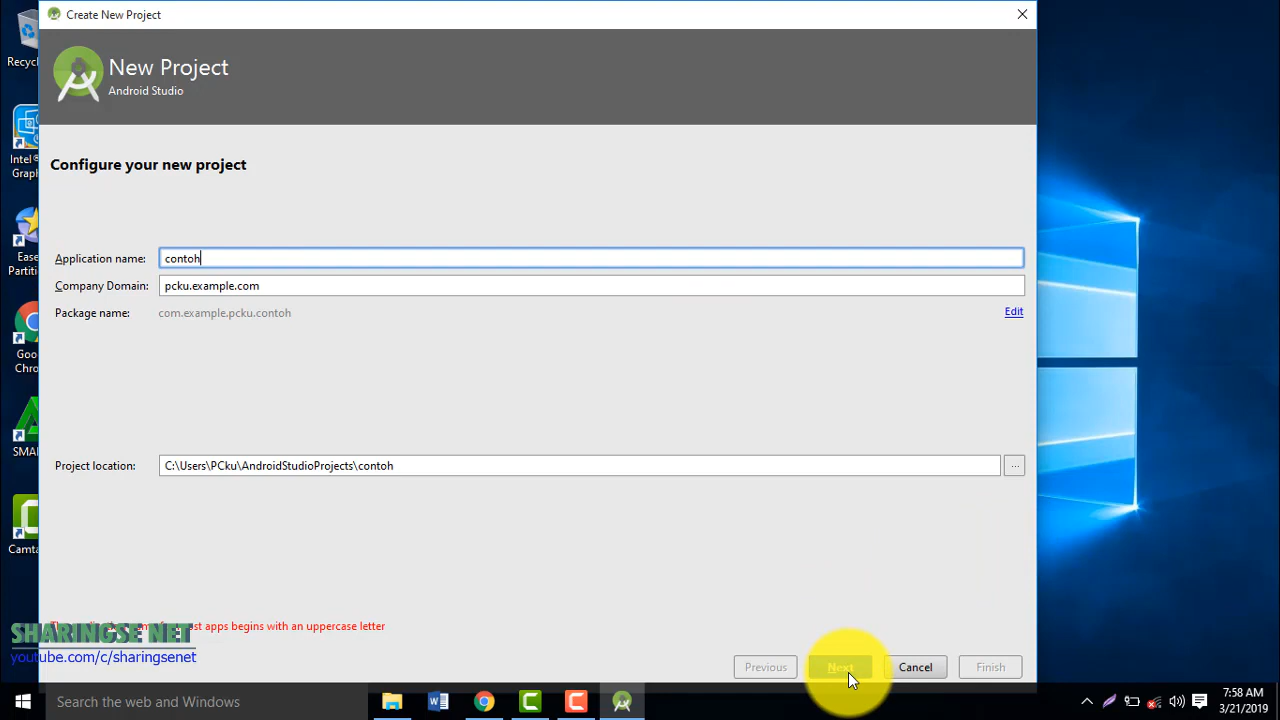 Create New Project
New Project
Android Studio
Configure your new project
Application name:
contoh
Company Domain:
pcku.example.com
Package name:
com.example.pcku.contoh
Edit
Project location:
C:\Users\PCku\AndroidStudioProjects\contoh
...
apps begins with an uppercase letter
SHARINGSE NET
youtube.com/c/sharingsenet
Previous
Next
Cancel
Finish
Recyc
Intel®
Graph
Ease
Partiti
Goo
Chro
SMA
Camta
Search the web and Windows
7:58 AM
3/21/2019